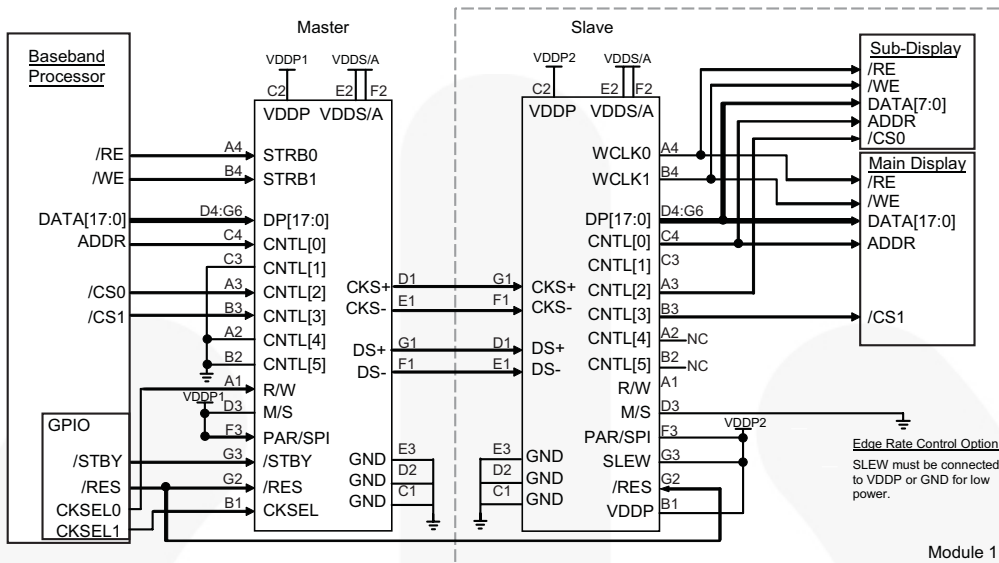 Master
Slave
Baseband
Processor
/RE
/WE
DATA[17:0]
ADDR
/CS0
/CS1
GPIO
/STBY
/RES
CKSEL0
CKSEL1
VDDP1
VDDS/A
C2
E2
F2
VDDP
VDDS/A
A4
STRB0
B4
STRB1
D4:G6
DP[17:0]
C4
CNTL[0]
C3
CNTL[1]
A3
CNTL[2]
B3
CNTL[3]
A2
CNTL[4]
B2
CNTL[5]
A1
R/W
VDDP1
D3
M/S
F3
PAR/SPI
G3
/STBY
G2
/RES
B1
CKSEL
CKS+
D1
CKS-
E1
DS+
G1
DS-
F1
GND
E3
GND
D2
GND
C1
VDDP2
VDDS/A
C2
E2
F2
VDDP
VDDS/A
G1
CKS+
F1
CKS-
D1
DS+
E1
DS-
E3
GND
D2
GND
C1
GND
WCLK0
A4
WCLK1
B4
DP[17:0]
D4:G6
CNTL[0]
C4
CNTL[1]
C3
CNTL[2]
A3
CNTL[3]
B3
CNTL[4]
A2
NC
CNTL[5]
B2
NC
R/W
A1
M/S
D3
PAR/SPI
F3
VDDP2
SLEW
G3
/RES
G2
VDDP
B1
Sub-Display
/RE
/WE
DATA[7:0]
ADDR
/CS0
Main Display
/RE
/WE
DATA[17:0]
ADDR
/CS1
Edge Rate Control Option
SLEW must be connected
to VDDP or GND for low
power.
Module 1